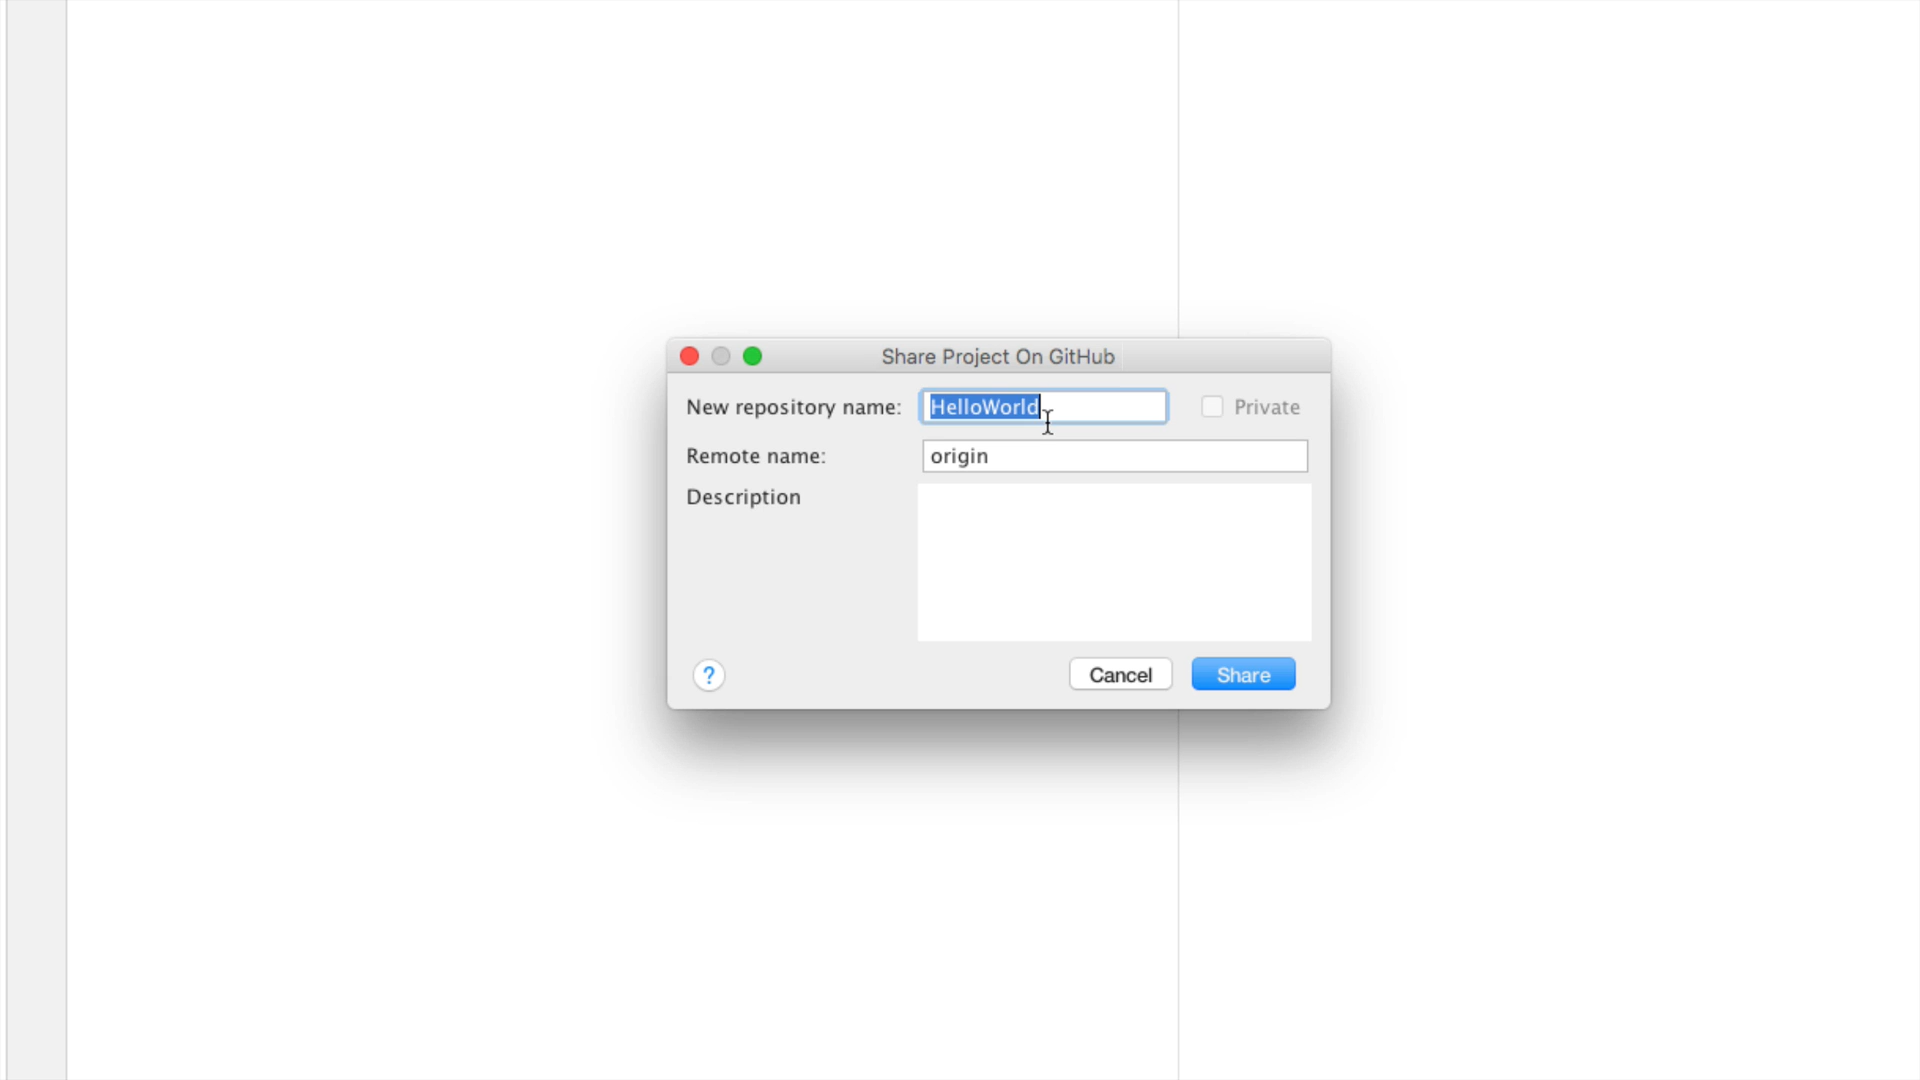 Share Project On GitHub
New repository name: HelloWorld Private
Remote name: origin
Description
? Cancel Share